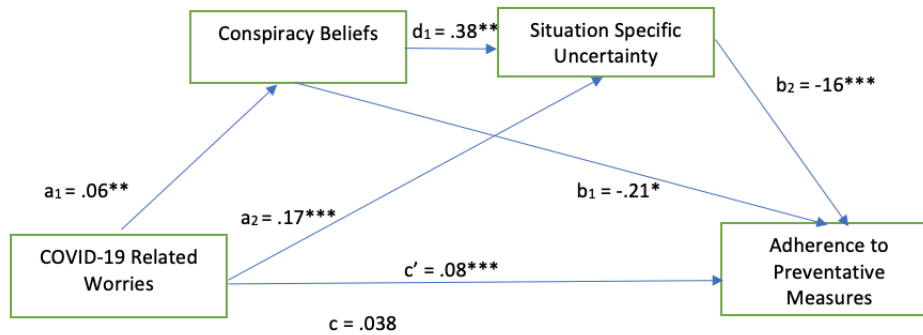 Conspiracy Beliefs
d₁ = .38**
Situation Specific
Uncertainty
b₂ = -16***
a₁ = .06**
a₂ = .17***
b₁ = -.21*
COVID-19 Related
Worries
c’ = .08***
Adherence to
Preventative
Measures
c = .038